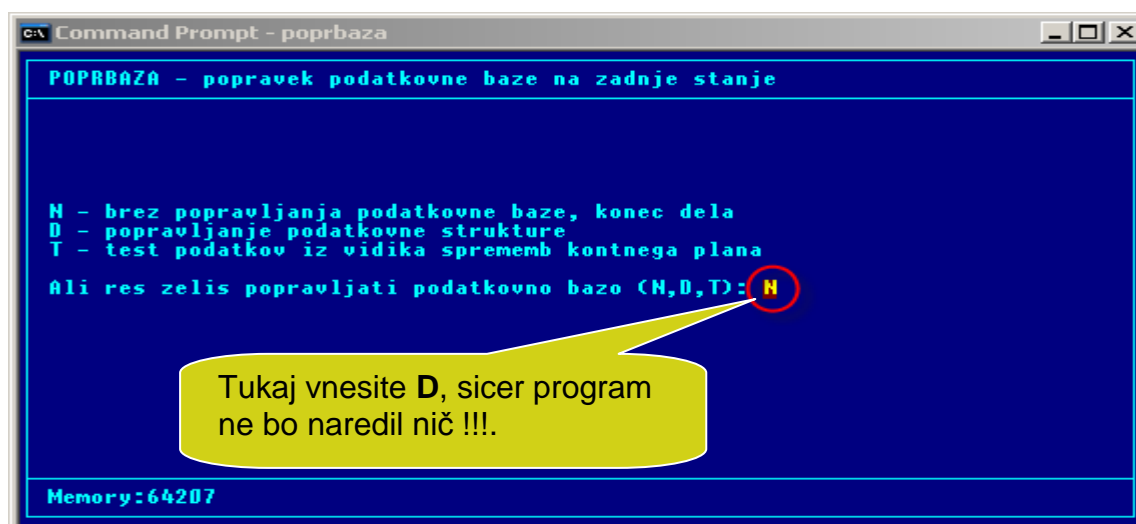 Command Prompt - poprbaza
POPRBAZA - popravek podatkovne baze na zadnje stanje
N - brez popravljanja podatkovne baze, konec dela
D - popravljanje podatkovne strukture
T - test podatkov iz vidika sprememb kontnega plana
Ali res zelis popravljati podatkovno bazo (N,D,T): N
Tukaj vnesite D, sicer program
ne bo naredil nič !!!.
Memory:64207